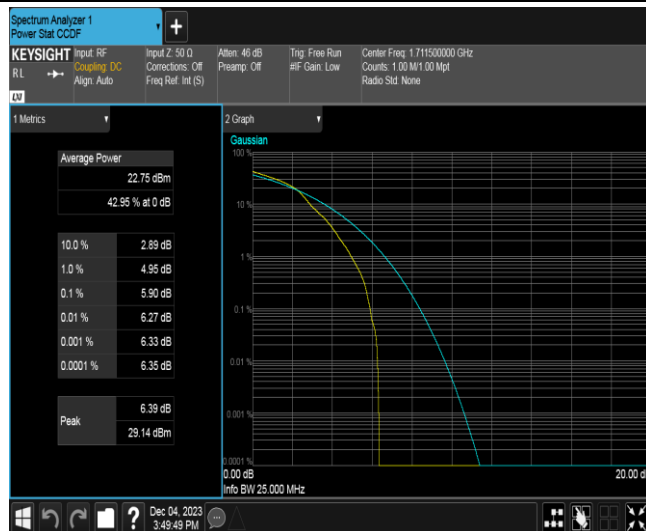 Spectrum Analyzer 1
Power Stat CCDF
+
KEYSIGHT
RL
Input: RF
Coupling: DC
Align: Auto
Input Z: 50 Ω
Corrections: Off
Freq Ref: Int (S)
Atten: 46 dB
Preamp: Off
Trig: Free Run
#IF Gain: Low
Center Freq: 1.711500000 GHz
Counts: 1.00 M/1.00 Mpt
Radio Std: None
1 Metrics
Average Power
22.75 dBm
42.95 % at 0 dB
10.0 % 2.89 dB
1.0 % 4.95 dB
0.1 % 5.90 dB
0.01 % 6.27 dB
0.001 % 6.33 dB
0.0001 % 6.35 dB
Peak
6.39 dB
29.14 dBm
2 Graph
Gaussian
100 %
10 %
1 %
0.1 %
0.01 %
0.001 %
0.0001 %
0.00 dB
20.00 d
Info BW 25.000 MHz
?
Dec 04, 2023
3:49:49 PM